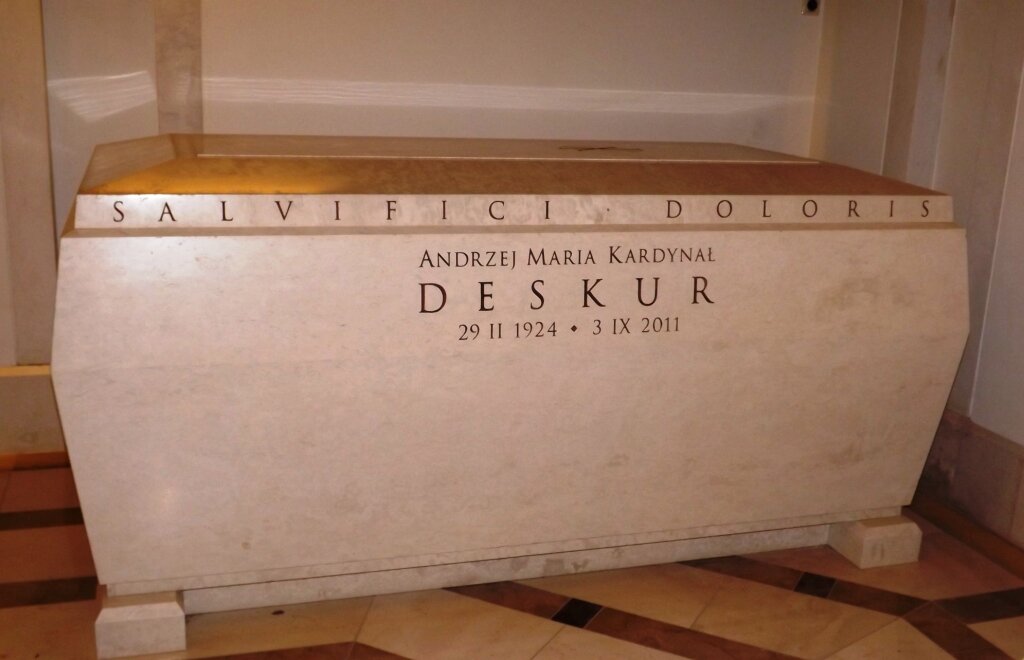 SALVIFICI · DOLORIS
ANDRZEJ MARIA KARDYNAŁ
DESKUR
29 II 1924 ⬥ 3 IX 2011